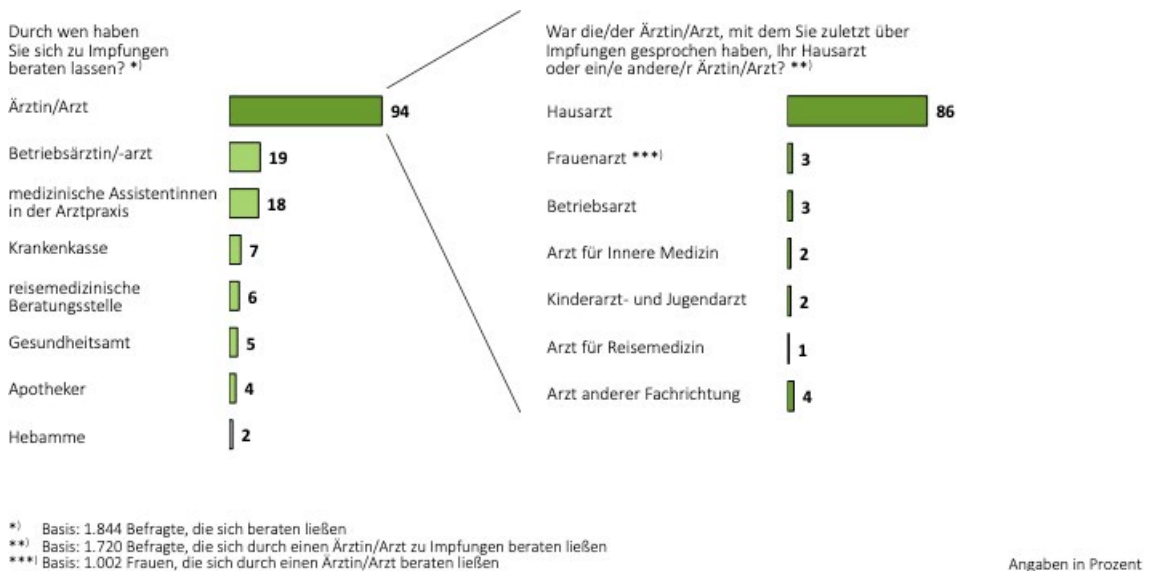 Durch wen haben
Sie sich zu Impfungen
beraten lassen? *)
Ärztin/Arzt 94
Betriebsärztin/-arzt 19
medizinische Assistentinnen
in der Arztpraxis 18
Krankenkasse 7
reisemedizinische
Beratungsstelle 6
Gesundheitsamt 5
Apotheker 4
Hebamme 2
War die/der Ärztin/Arzt, mit dem Sie zuletzt über
Impfungen gesprochen haben, Ihr Hausarzt
oder ein/e andere/r Ärztin/Arzt? **)
Hausarzt 86
Frauenarzt ***) 3
Betriebsarzt 3
Arzt für Innere Medizin 2
Kinderarzt- und Jugendarzt 2
Arzt für Reisemedizin 1
Arzt anderer Fachrichtung 4
*) Basis: 1.844 Befragte, die sich beraten ließen
**) Basis: 1.720 Befragte, die sich durch einen Ärztin/Arzt zu Impfungen beraten ließen
***) Basis: 1.002 Frauen, die sich durch einen Ärztin/Arzt beraten ließen
Angaben in Prozent